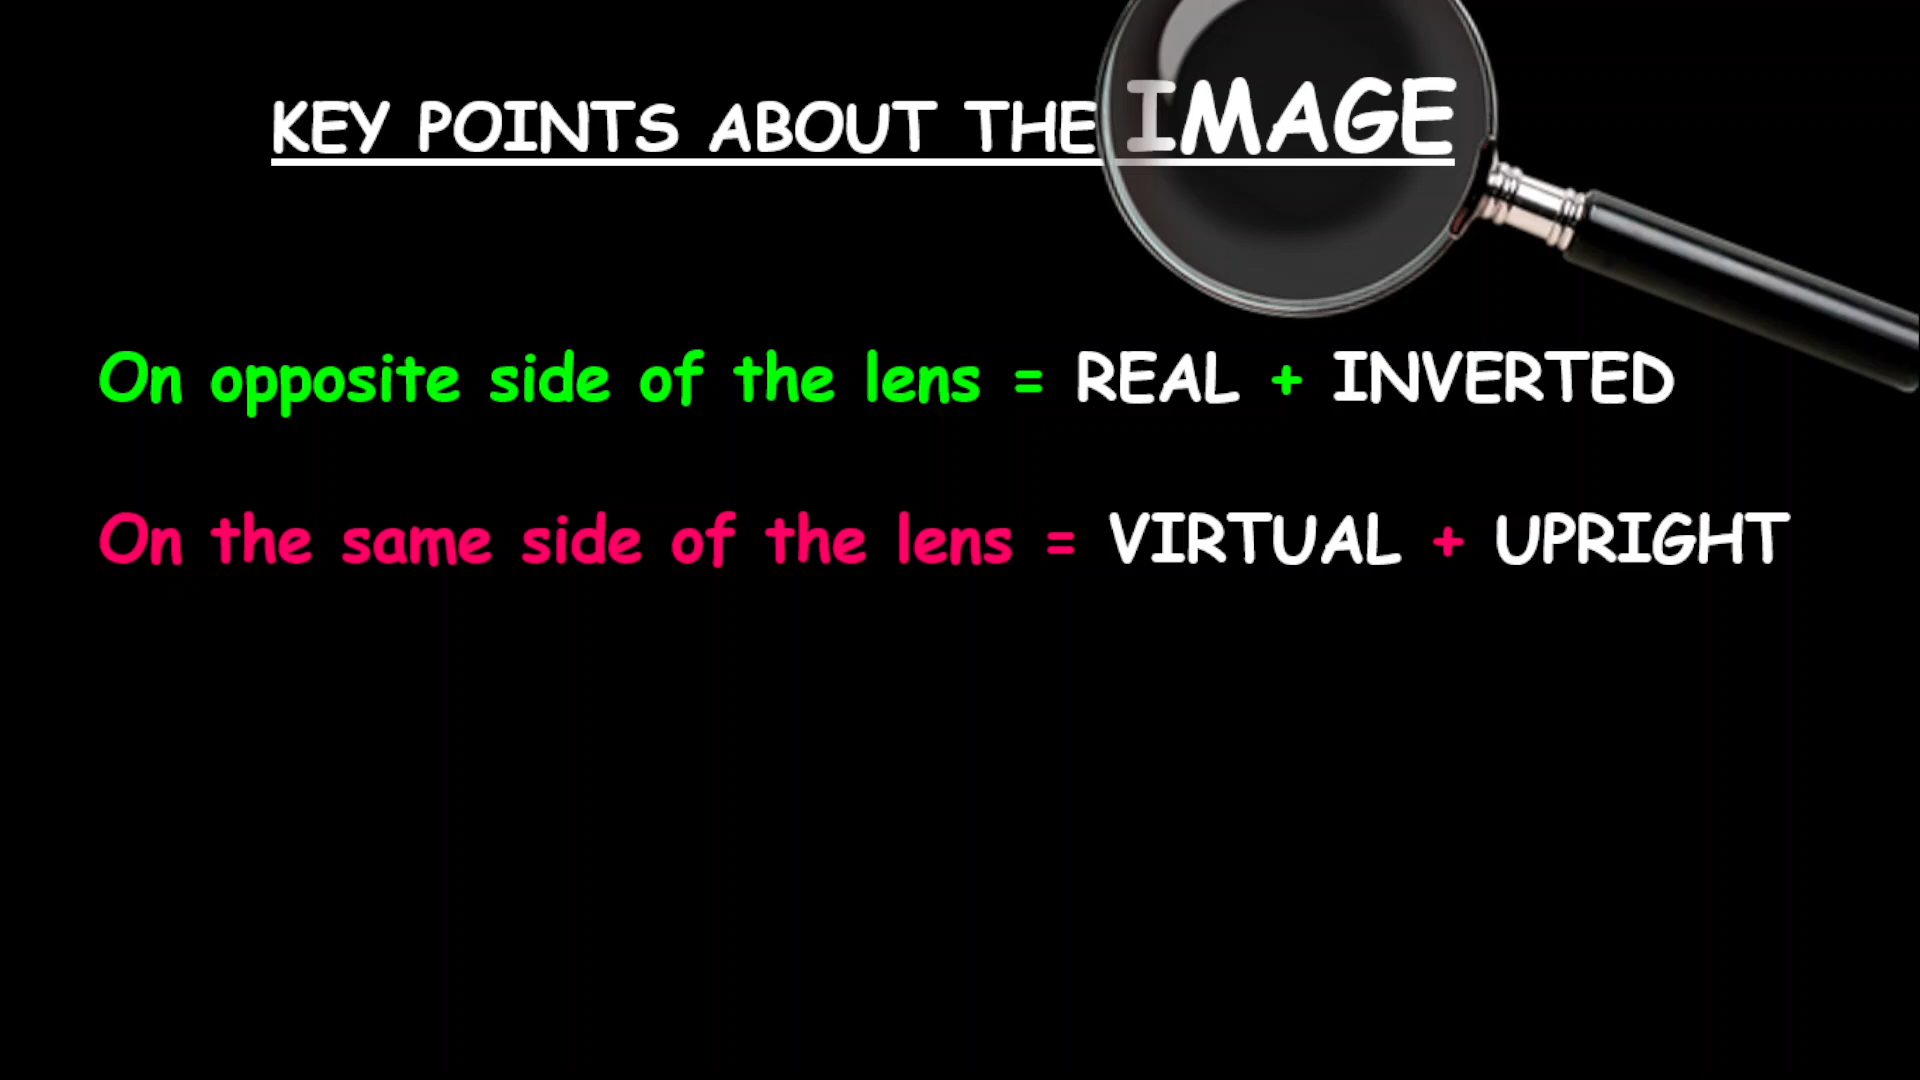 KEY POINTS ABOUT THE IMAGE
On opposite side of the lens = REAL + INVERTED
On the same side of the lens = VIRTUAL + UPRIGHT